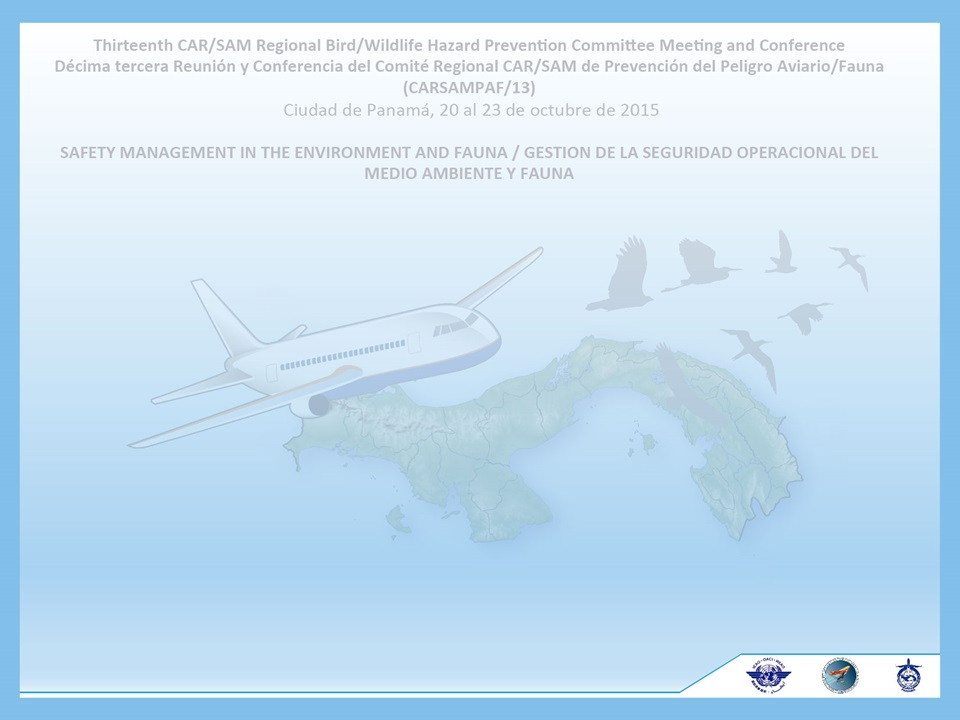 Thirteenth CAR/SAM Regional Bird/Wildlife Hazard Prevention Committee Meeting and Conference
Décima tercera Reunión y Conferencia del Comité Regional CAR/SAM de Prevención del Peligro Aviario/Fauna
(CARSAMPAF/13)
Ciudad de Panamá, 20 al 23 de octubre de 2015
SAFETY MANAGEMENT IN THE ENVIRONMENT AND FAUNA / GESTION DE LA SEGURIDAD OPERACIONAL DEL
MEDIO AMBIENTE Y FAUNA